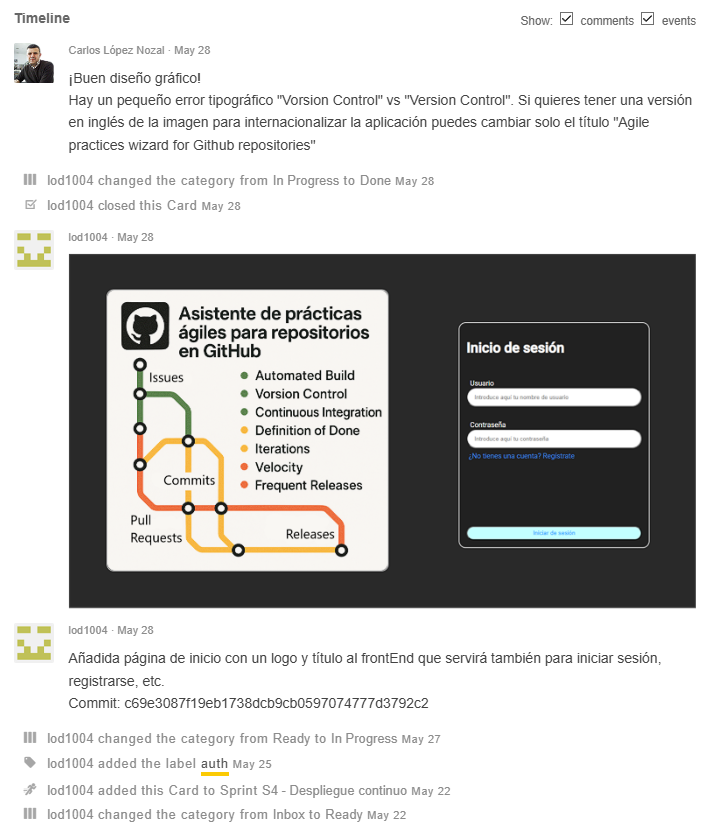 Timeline
Show: comments events
Carlos López Nozal · May 28
¡Buen diseño gráfico!
Hay un pequeño error tipográfico "Vorsion Control" vs "Version Control". Si quieres tener una versión
en inglés de la imagen para internacionalizar la aplicación puedes cambiar solo el título "Agile
practices wizard for Github repositories"
lod1004 changed the category from In Progress to Done May 28
lod1004 closed this Card May 28
lod1004 · May 28
Asistente de prácticas
ágiles para repositorios
en GitHub
Issues
Automated Build
Vorsion Control
Continuous Integration
Definition of Done
Iterations
Velocity
Frequent Releases
Commits
Pull
Requests
Releases
Inicio de sesión
Usuario
Introduce aquí tu nombre de usuario
Contraseña
Introduce aquí tu contraseña
¿No tienes una cuenta? Regístrate
Iniciar de sesión
lod1004 · May 28
Añadida página de inicio con un logo y título al frontEnd que servirá también para iniciar sesión,
registrarse, etc.
Commit: c69e3087f19eb1738dcb9cb0597074777d3792c2
lod1004 changed the category from Ready to In Progress May 27
lod1004 added the label auth May 25
lod1004 added this Card to Sprint S4 - Despliegue continuo May 22
lod1004 changed the category from Inbox to Ready May 22